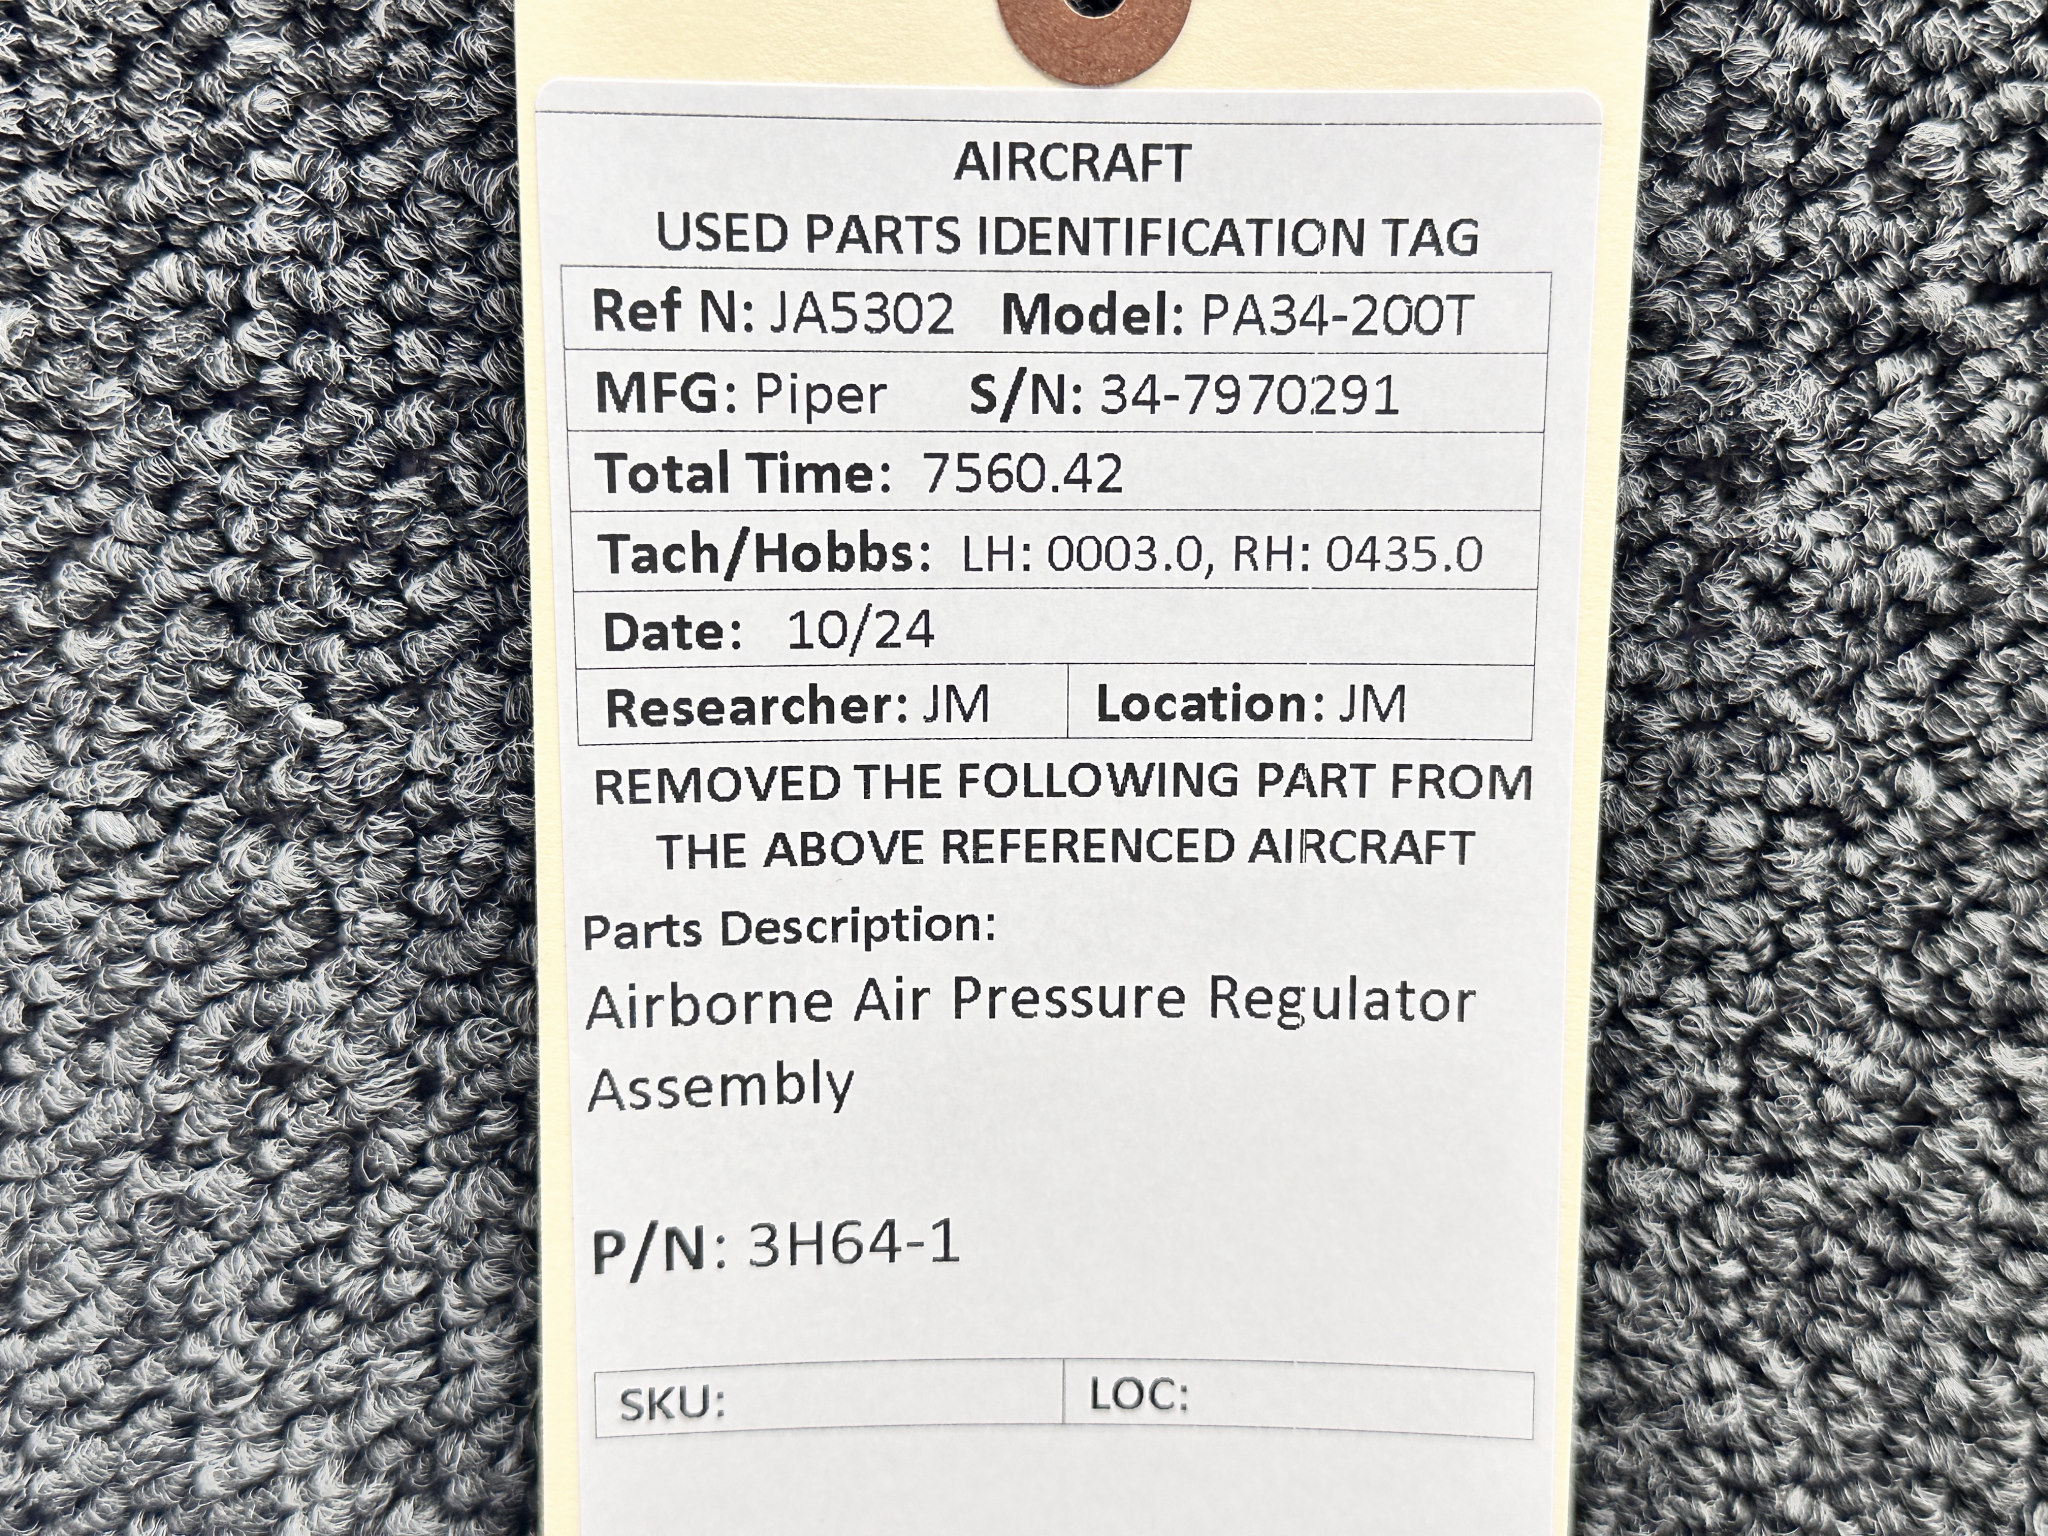 AIRCRAFT
USED PARTS IDENTIFICATION TAG
Ref N: JA5302 Model: PA34-200T
MFG: Piper S/N: 34-7970291
Total Time: 7560.42
Tach/Hobbs: LH: 0003.0, RH: 0435.0
Date: 10/24
Researcher: JM Location: JM
REMOVED THE FOLLOWING PART FROM
THE ABOVE REFERENCED AIRCRAFT
Parts Description:
Airborne Air Pressure Regulator
Assembly
P/N: 3H64-1
SKU: LOC: